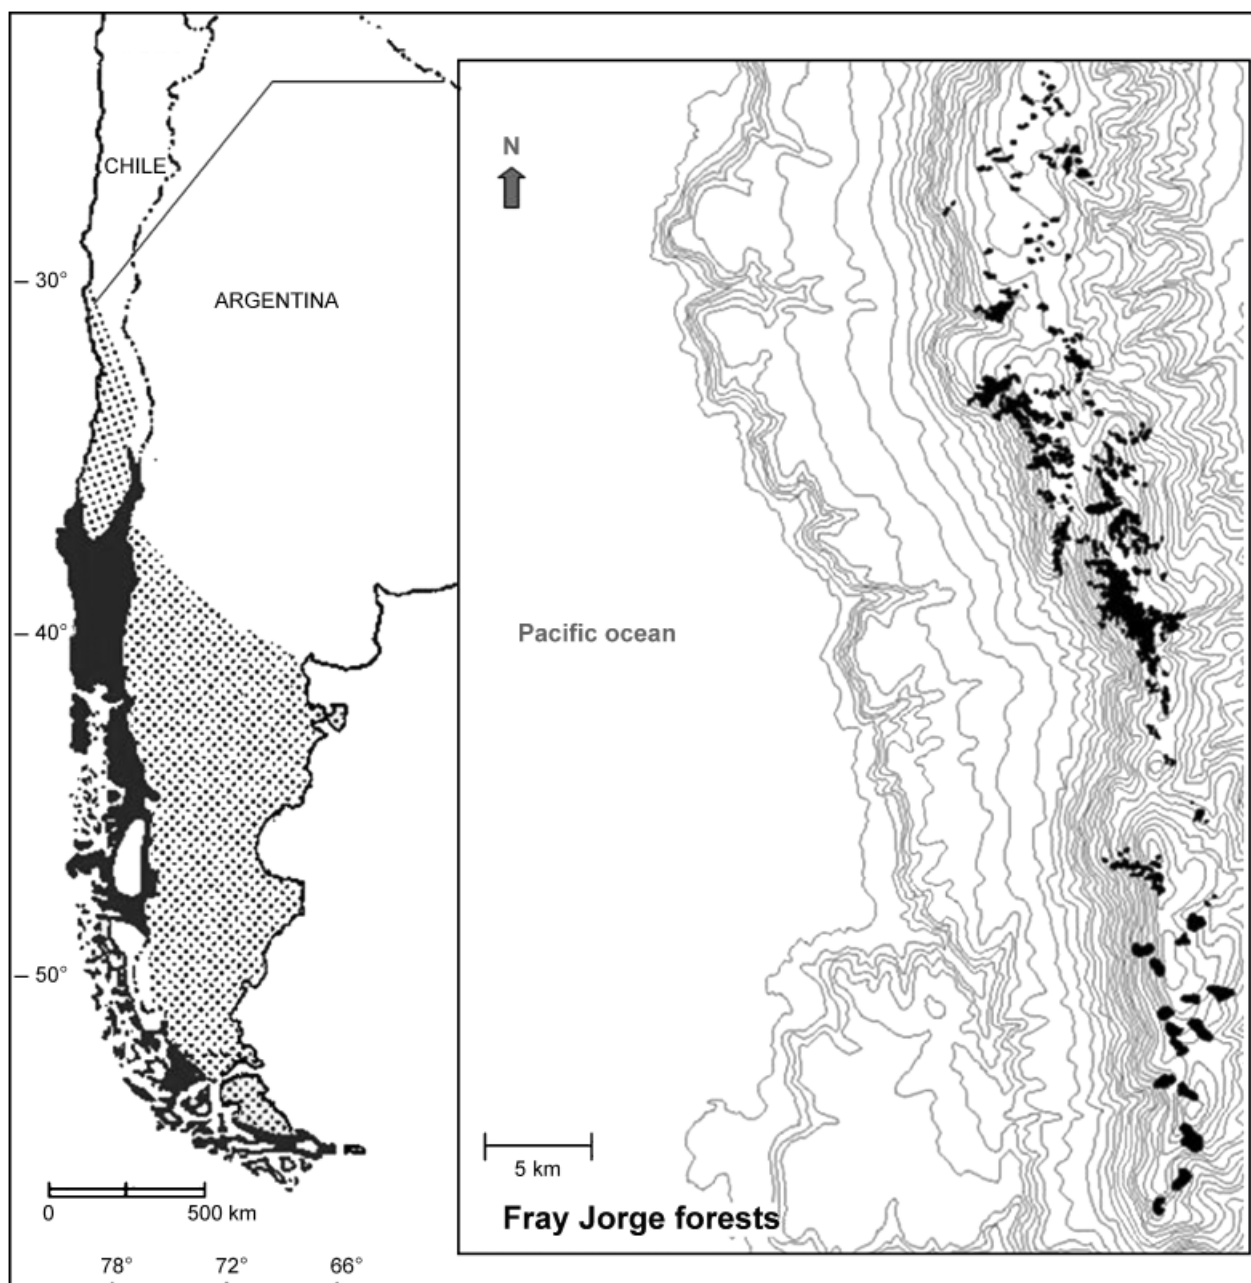 CHILE
– 30°
ARGENTINA
– 40°
– 50°
0 500 km
78° 72° 66°
N
Pacific ocean
5 km
Fray Jorge forests